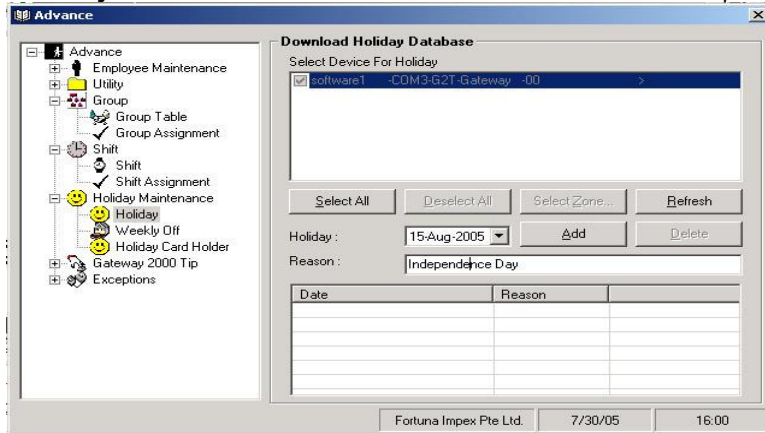 Advance
Advance
Employee Maintenance
Utility
Group
Group Table
Group Assignment
Shift
Shift
Shift Assignment
Holiday Maintenance
Holiday
Weekly Off
Holiday Card Holder
Gateway 2000 Tip
Exceptions
Download Holiday Database
Select Device For Holiday
software1 -COM3-G2T-Gateway -00 >
Select All Deselect All Select Zone... Refresh
Holiday : 15-Aug-2005 Add Delete
Reason : Independence Day
Date Reason
Fortuna Impex Pte Ltd. 7/30/05 16:00